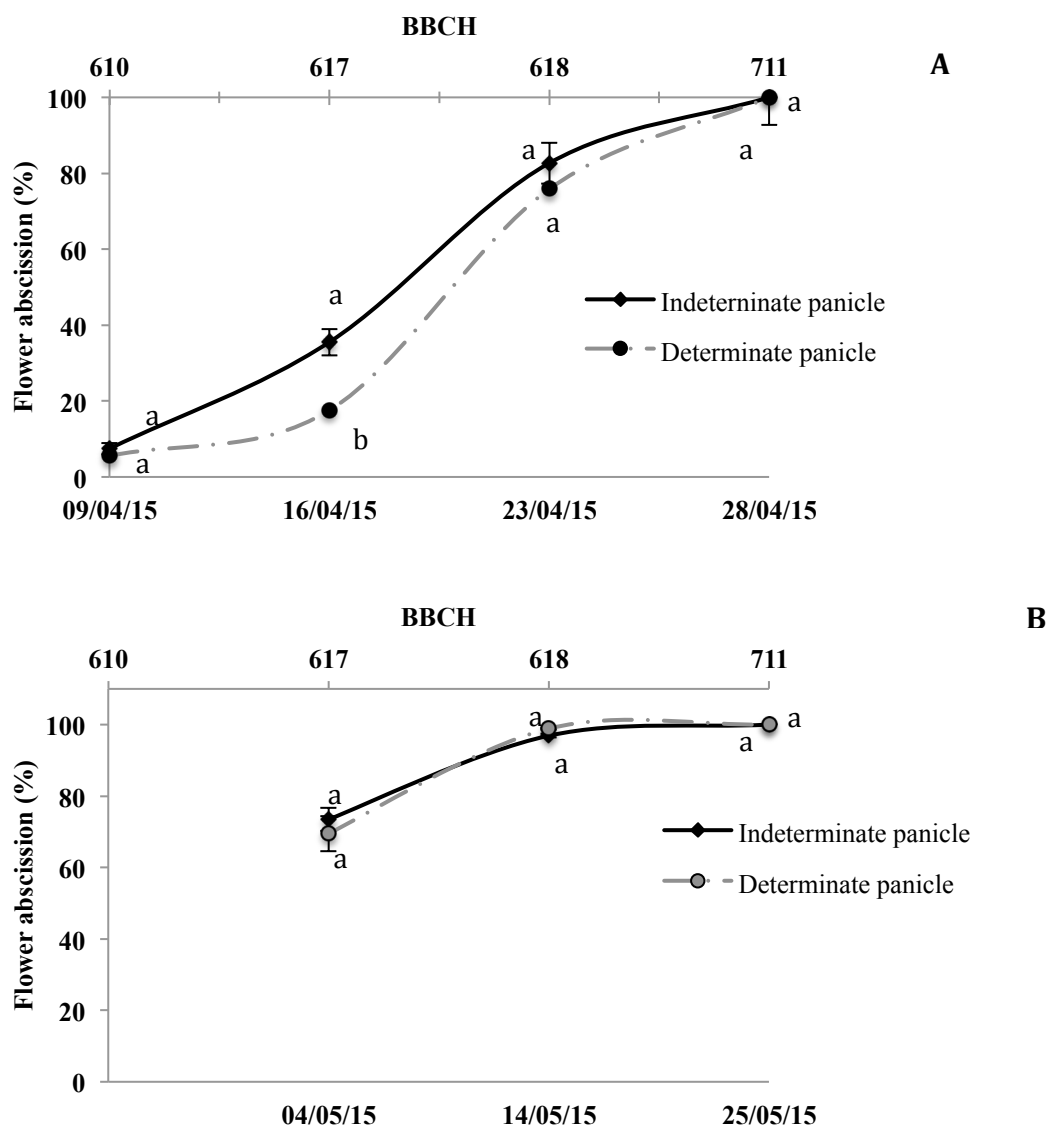 BBCH
A
610 617 618 711
100
80
60
40
20
0
Flower abscission (%)
a
a
a
b
a
a
a
a
Indeterninate panicle
Determinate panicle
09/04/15 16/04/15 23/04/15 28/04/15
BBCH
B
610 617 618 711
100
80
60
40
20
0
Flower abscission (%)
a
a
a
a
a
a
Indeterminate panicle
Determinate panicle
04/05/15 14/05/15 25/05/15